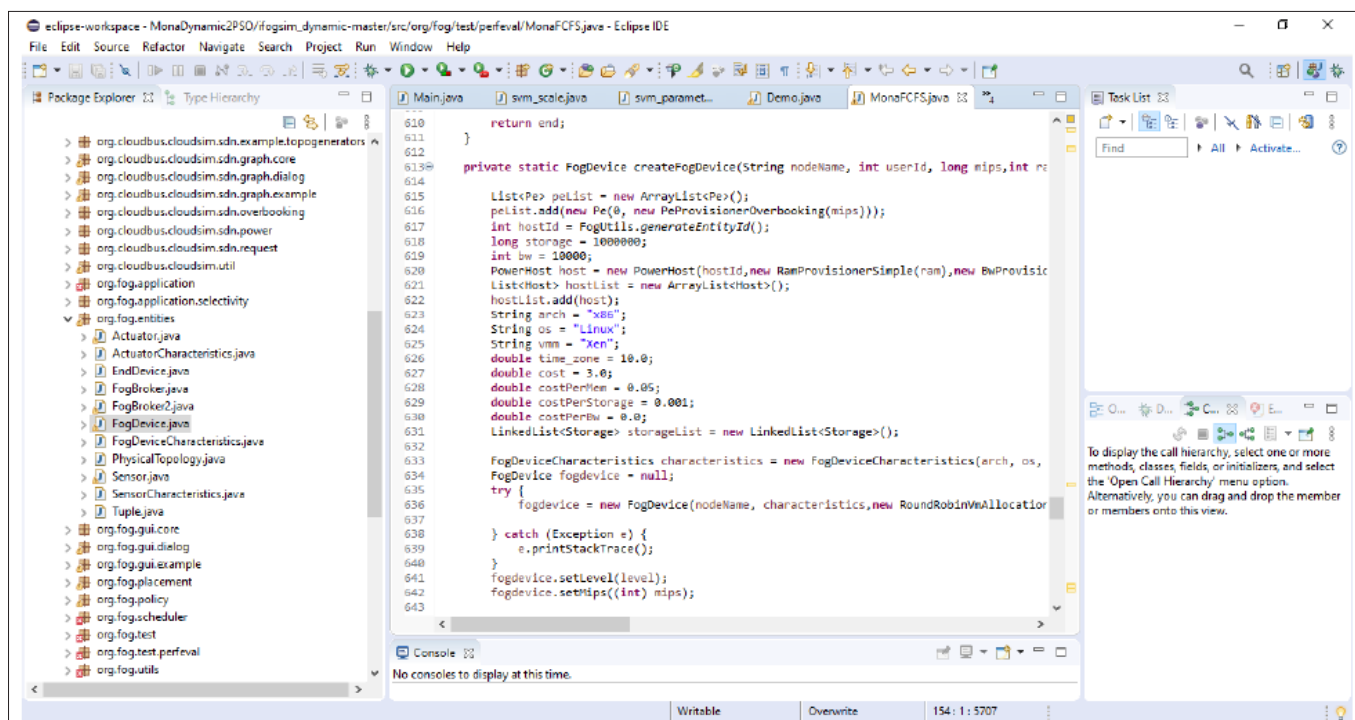 eclipse-workspace - MonaDynamic2PSO/ifogsim_dynamic-master/src/org/fog/test/perfeval/MonaFCFS.java - Eclipse IDE
File Edit Source Refactor Navigate Search Project Run Window Help
Package Explorer
Type Hierarchy
org.cloudbus.cloudsim.sdn.example.topogenerators
org.cloudbus.cloudsim.sdn.graph.core
org.cloudbus.cloudsim.sdn.graph.dialog
org.cloudbus.cloudsim.sdn.graph.example
org.cloudbus.cloudsim.sdn.overbooking
org.cloudbus.cloudsim.sdn.power
org.cloudbus.cloudsim.sdn.request
org.cloudbus.cloudsim.util
org.fog.application
org.fog.application.selectivity
org.fog.entities
Actuator.java
ActuatorCharacteristics.java
EndDevice.java
FogBroker.java
FogBroker2.java
FogDevice.java
FogDeviceCharacteristics.java
PhysicalTopology.java
Sensor.java
SensorCharacteristics.java
Tuple.java
org.fog.gui.core
org.fog.gui.dialog
org.fog.gui.example
org.fog.placement
org.fog.policy
org.fog.scheduler
org.fog.test
org.fog.test.perfeval
org.fog.utils
Main.java svm_scale.java svm_paramet... Demo.java MonaFCFS.java 4
610 return end;
611 }
612
613 private static FogDevice createFogDevice(String nodeName, int userId, long mips,int ra
614
615 List<Pe> peList = new ArrayList<Pe>();
616 peList.add(new Pe(0, new PeProvisionerOverbooking(mips)));
617 int hostId = FogUtils.generateEntityId();
618 long storage = 1000000;
619 int bw = 10000;
620 PowerHost host = new PowerHost(hostId,new RamProvisionerSimple(ram),new BwProvisio
621 List<Host> hostList = new ArrayList<Host>();
622 hostList.add(host);
623 String arch = "x86";
624 String os = "Linux";
625 String vmm = "Xen";
626 double time_zone = 10.0;
627 double cost = 3.0;
628 double costPerMem = 0.05;
629 double costPerStorage = 0.001;
630 double costPerBw = 0.0;
631 LinkedList<Storage> storageList = new LinkedList<Storage>();
632
633 FogDeviceCharacteristics characteristics = new FogDeviceCharacteristics(arch, os,
634 FogDevice fogdevice = null;
635 try {
636 fogdevice = new FogDevice(nodeName, characteristics,new RoundRobinVmAllocation
637
638 } catch (Exception e) {
639 e.printStackTrace();
640 }
641 fogdevice.setLevel(level);
642 fogdevice.setMips((int) mips);
643
Console
No consoles to display at this time.
Task List
Find All Activate...
O... D... C... E...
To display the call hierarchy, select one or more
methods, classes, fields, or initializers, and select
the 'Open Call Hierarchy' menu option.
Alternatively, you can drag and drop the member
or members onto this view.
Writable Overwrite 154 : 1 : 5707